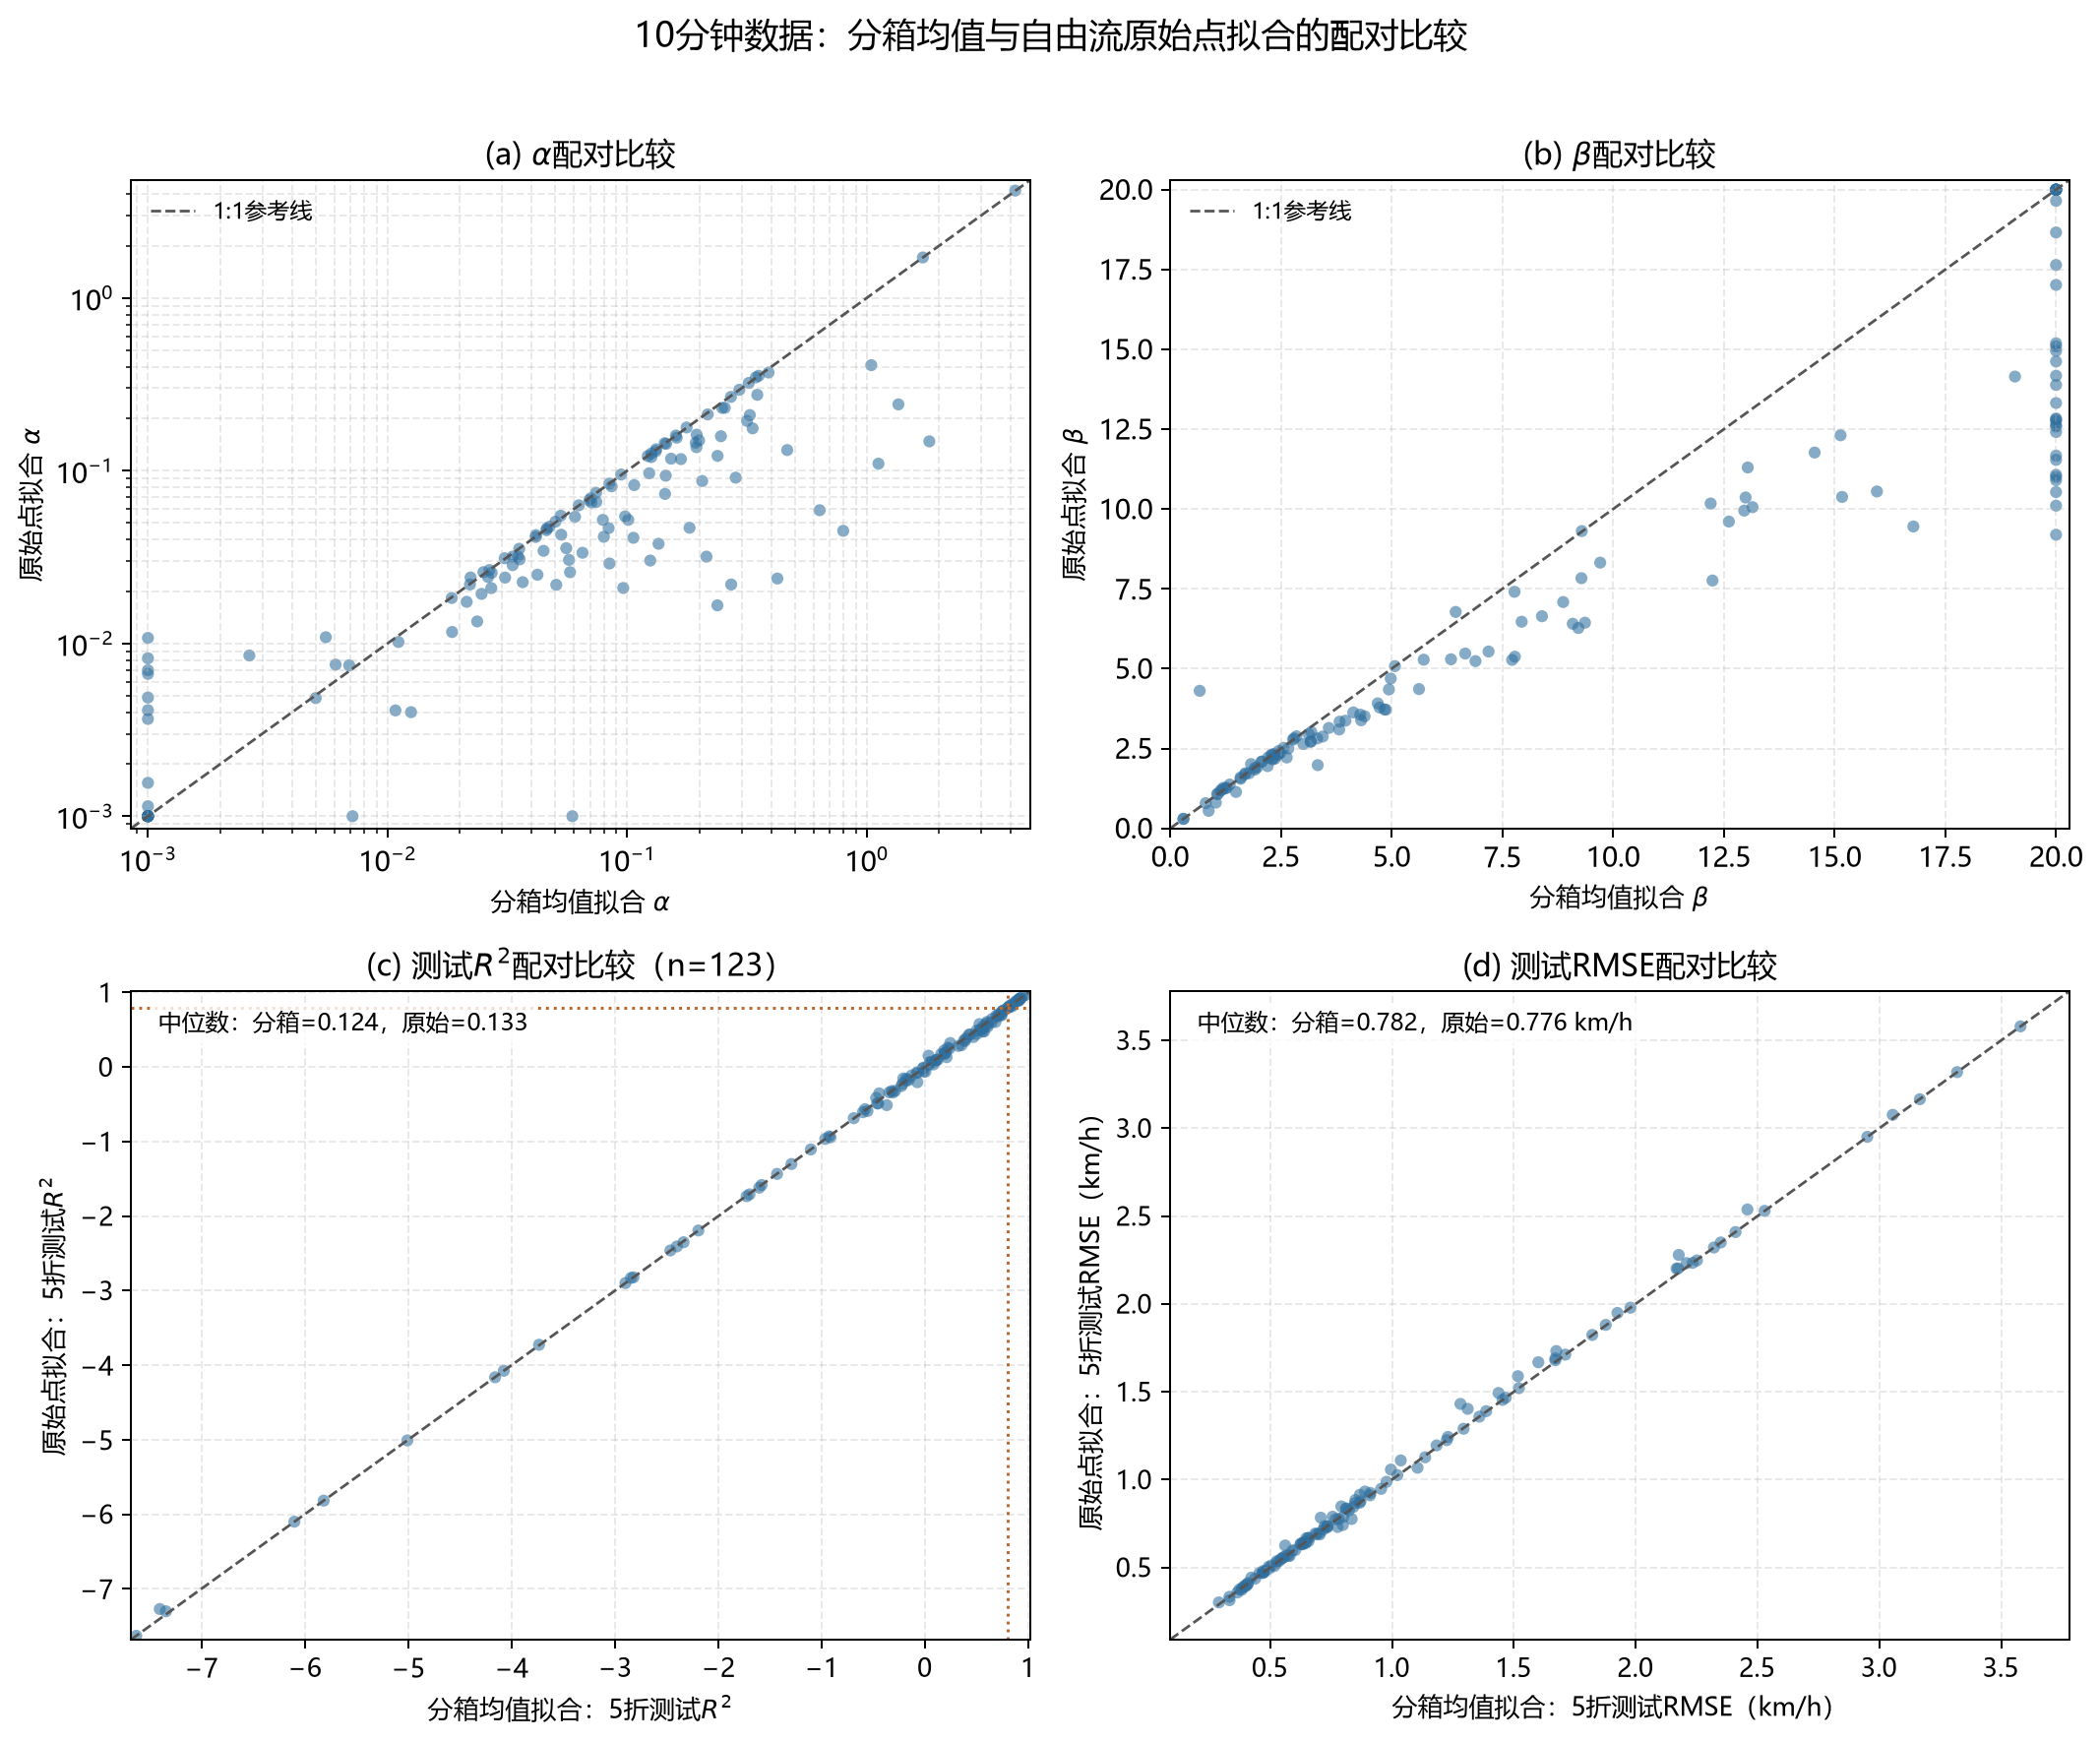 10分钟数据：分箱均值与自由流原始点拟合的配对比较
(a) α配对比较
1:1参考线
10⁰
10⁻¹
10⁻²
10⁻³
原始点拟合 α
10⁻³ 10⁻² 10⁻¹ 10⁰
分箱均值拟合 α
(b) β配对比较
1:1参考线
20.0
17.5
15.0
12.5
10.0
7.5
5.0
2.5
0.0
原始点拟合 β
0.0 2.5 5.0 7.5 10.0 12.5 15.0 17.5 20.0
分箱均值拟合 β
(c) 测试R²配对比较（n=123）
中位数：分箱=0.124，原始=0.133
1
0
−1
−2
−3
−4
−5
−6
−7
原始点拟合：5折测试R²
−7 −6 −5 −4 −3 −2 −1 0 1
分箱均值拟合：5折测试R²
(d) 测试RMSE配对比较
中位数：分箱=0.782，原始=0.776 km/h
3.5
3.0
2.5
2.0
1.5
1.0
0.5
原始点拟合：5折测试RMSE（km/h）
0.5 1.0 1.5 2.0 2.5 3.0 3.5
分箱均值拟合：5折测试RMSE（km/h）